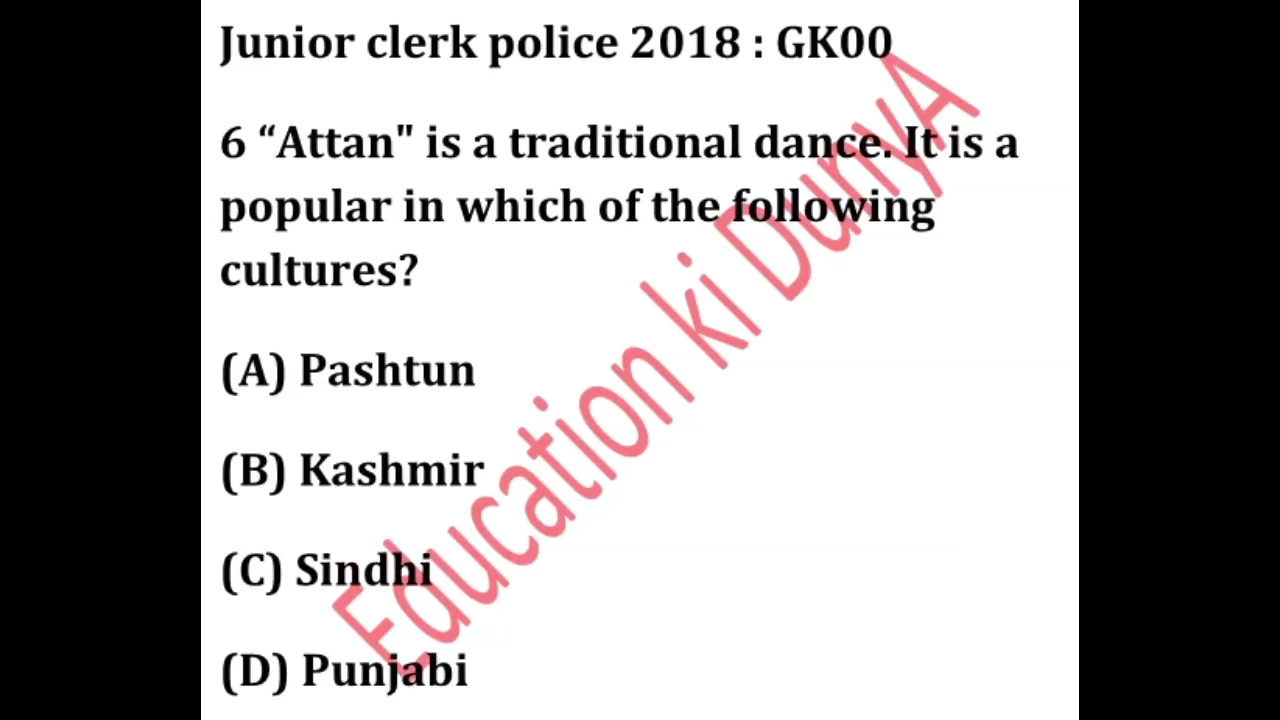 Junior clerk police 2018 : GK00
6 “Attan" is a traditional dance. It is a
popular in which of the following
cultures?
(A) Pashtun
(B) Kashmir
(C) Sindhi
(D) Punjabi
Education ki DunyA